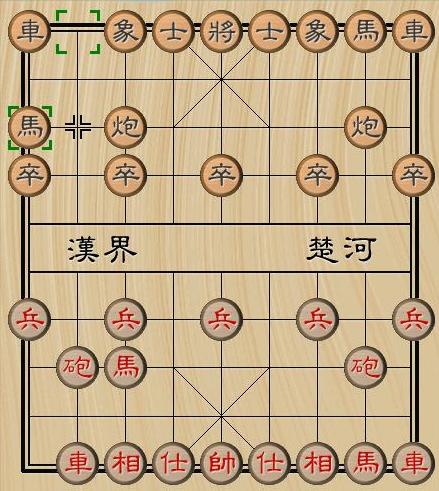 車象士將士象馬車
馬炮炮
卒卒卒卒卒
漢界 楚河
兵兵兵兵兵
砲馬砲
車相仕帥仕相馬車